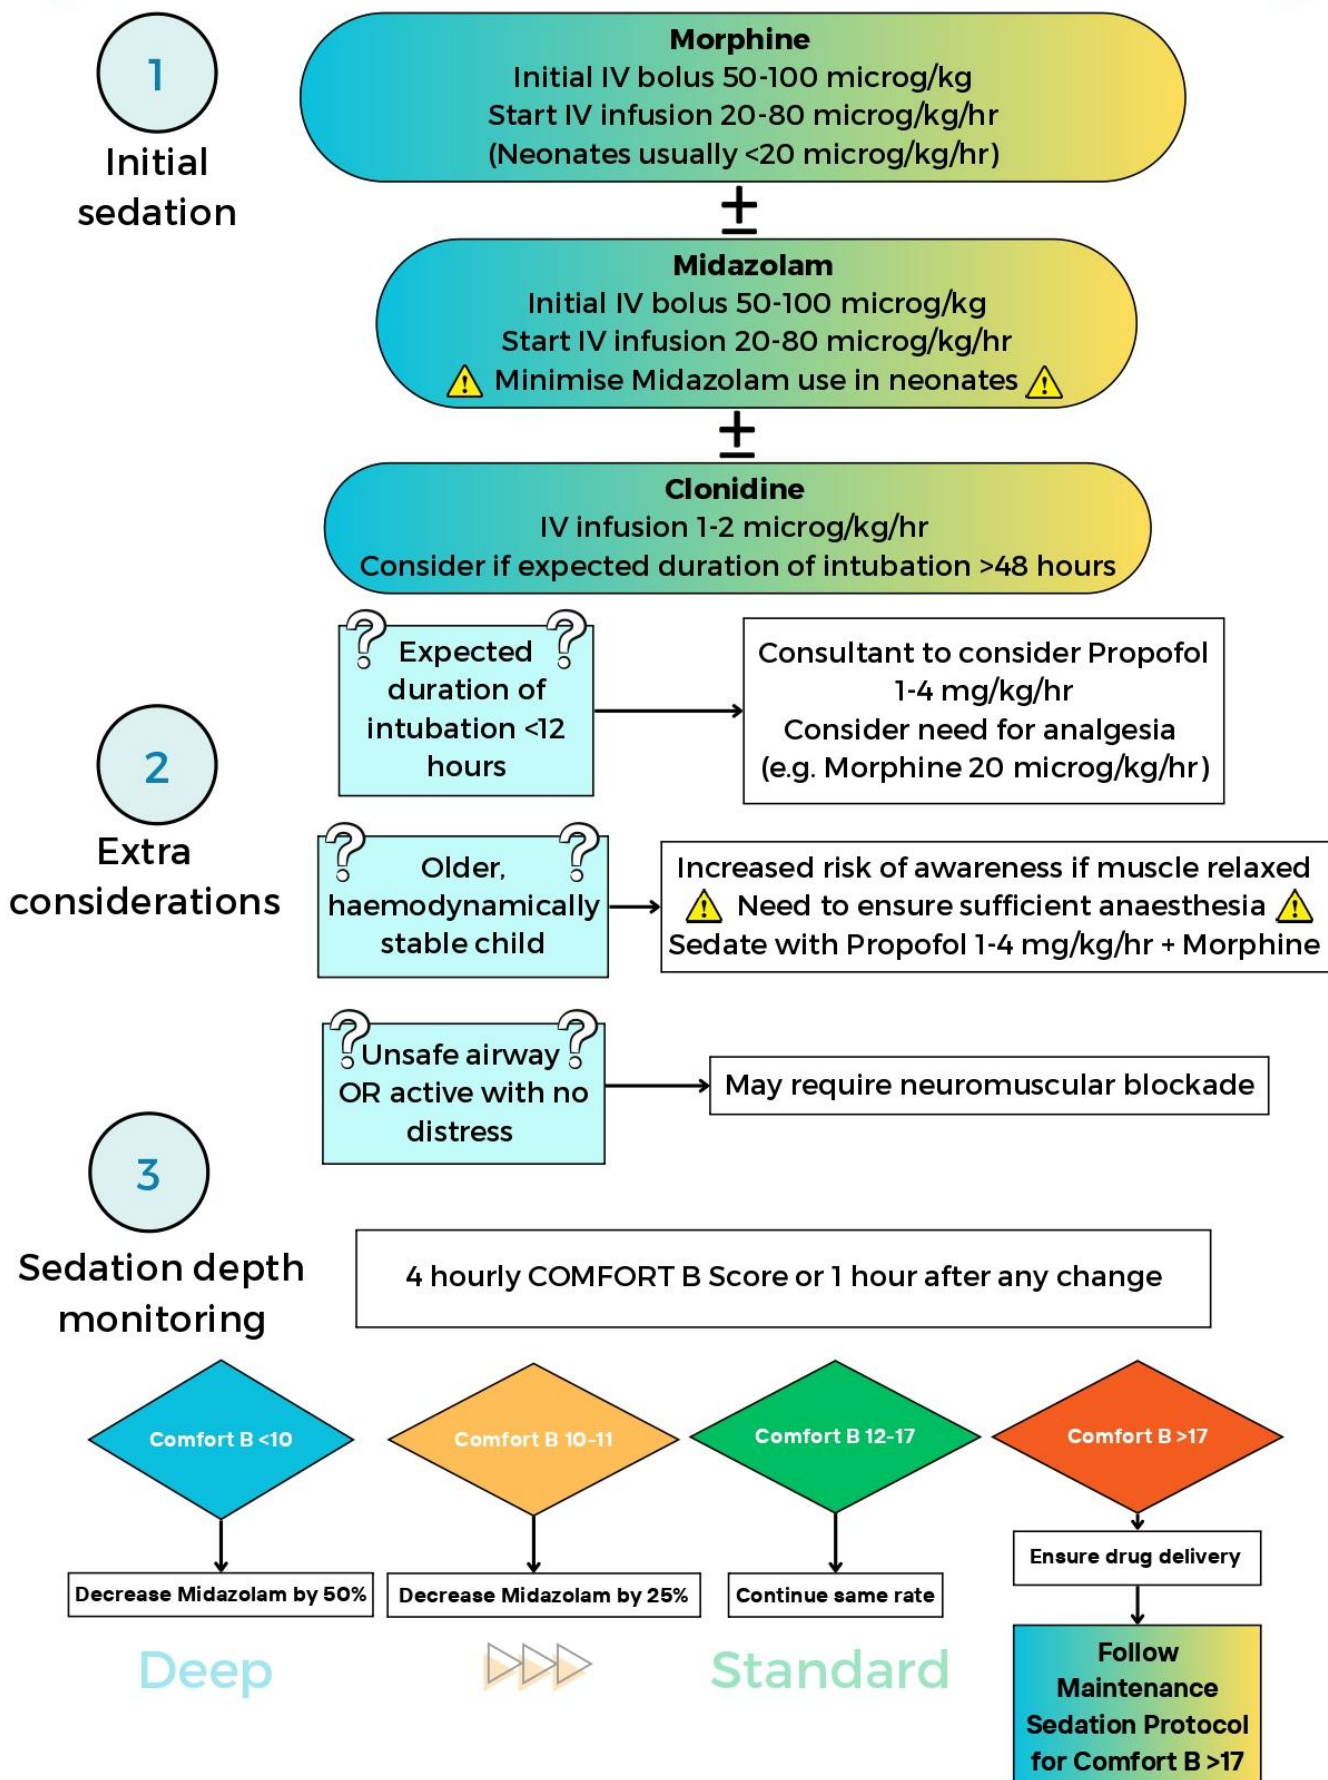 1
Initial
sedation
Morphine
Initial IV bolus 50-100 microg/kg
Start IV infusion 20-80 microg/kg/hr
(Neonates usually <20 microg/kg/hr)
±
Midazolam
Initial IV bolus 50-100 microg/kg
Start IV infusion 20-80 microg/kg/hr
Minimise Midazolam use in neonates
±
Clonidine
IV infusion 1-2 microg/kg/hr
Consider if expected duration of intubation >48 hours
2
Extra
considerations
Expected
duration of
intubation <12
hours
Consultant to consider Propofol
1-4 mg/kg/hr
Consider need for analgesia
(e.g. Morphine 20 microg/kg/hr)
Older,
haemodynamically
stable child
Increased risk of awareness if muscle relaxed
Need to ensure sufficient anaesthesia
Sedate with Propofol 1-4 mg/kg/hr + Morphine
Unsafe airway
OR active with no
distress
May require neuromuscular blockade
3
Sedation depth
monitoring
4 hourly COMFORT B Score or 1 hour after any change
Comfort B <10
Decrease Midazolam by 50%
Deep
Comfort B 10-11
Decrease Midazolam by 25%
Comfort B 12-17
Continue same rate
Standard
Comfort B >17
Ensure drug delivery
Follow
Maintenance
Sedation Protocol
for Comfort B >17